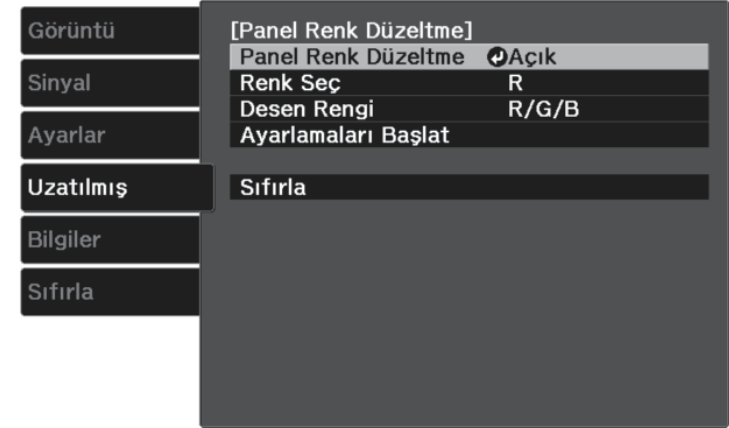 Görüntü
Sinyal
Ayarlar
Uzatılmış
Bilgiler
Sıfırla
[Panel Renk Düzeltme]
Panel Renk Düzeltme Açık
Renk Seç R
Desen Rengi R/G/B
Ayarlamaları Başlat
Sıfırla